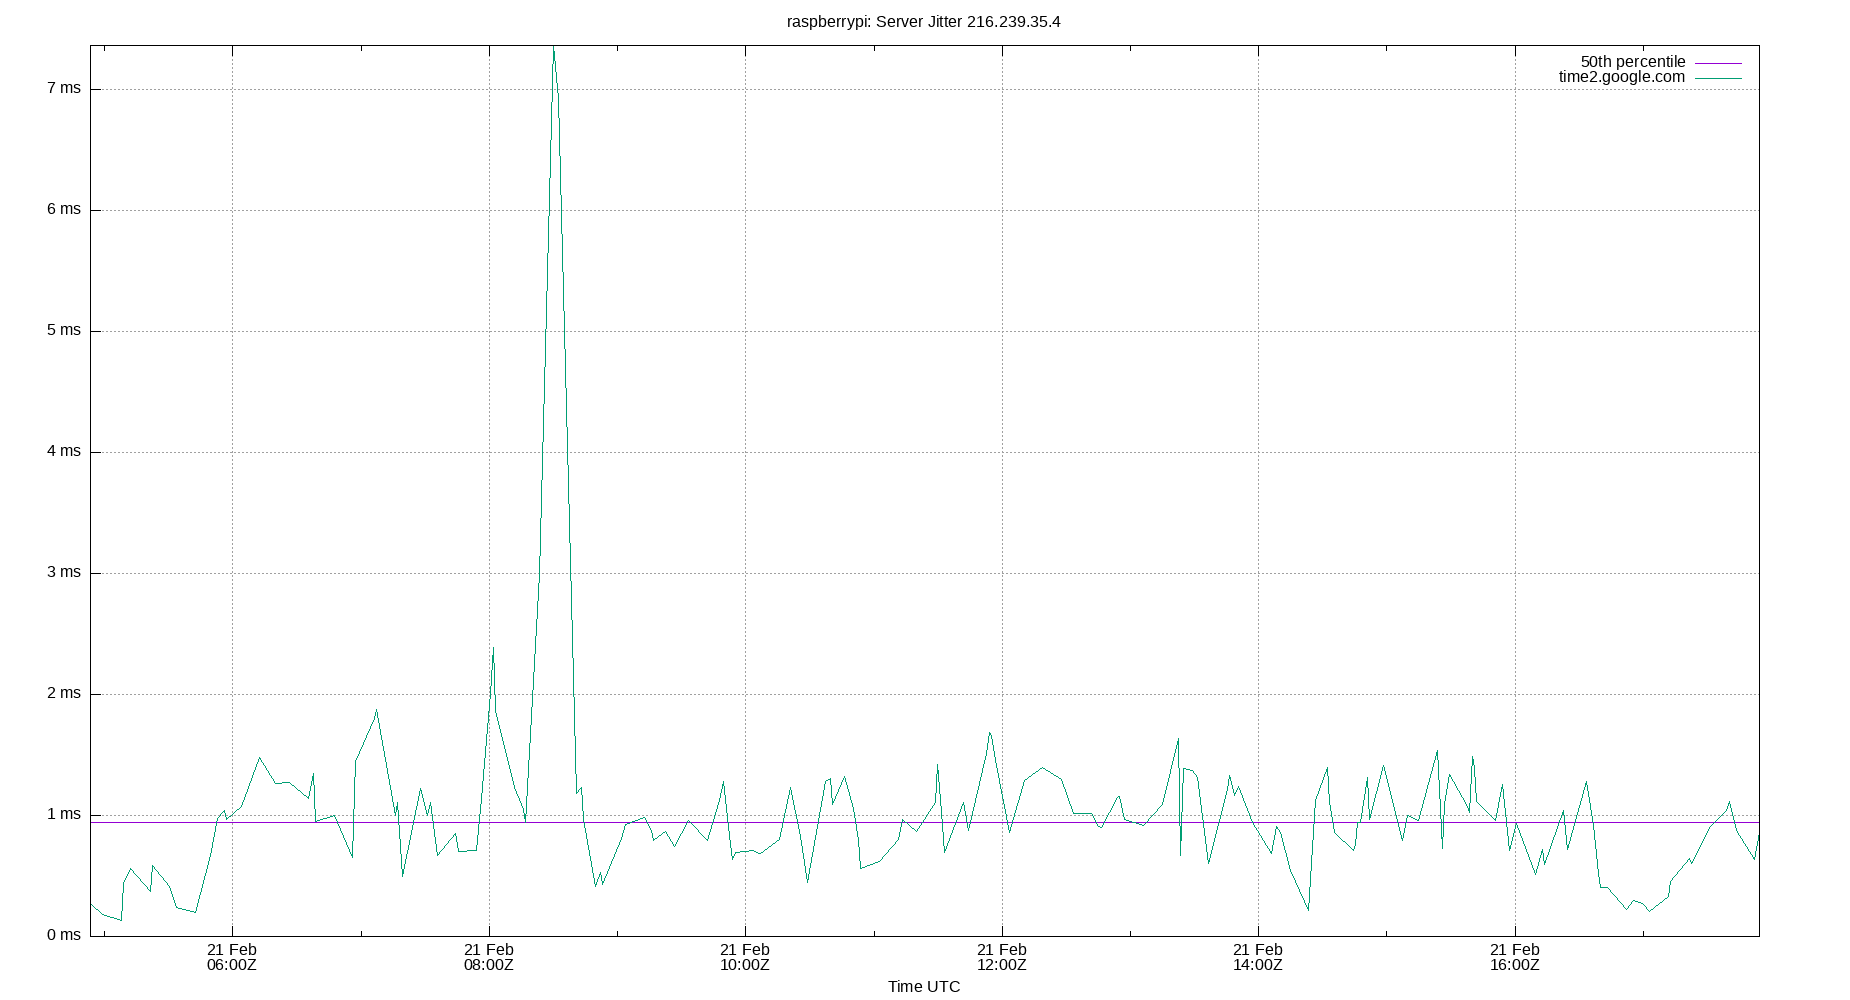 raspberrypi: Server Jitter 216.239.35.4
50th percentile
time2.google.com
7 ms
6 ms
5 ms
4 ms
3 ms
2 ms
1 ms
0 ms
21 Feb 21 Feb 21 Feb 21 Feb 21 Feb 21 Feb
06:00Z 08:00Z 10:00Z 12:00Z 14:00Z 16:00Z
Time UTC